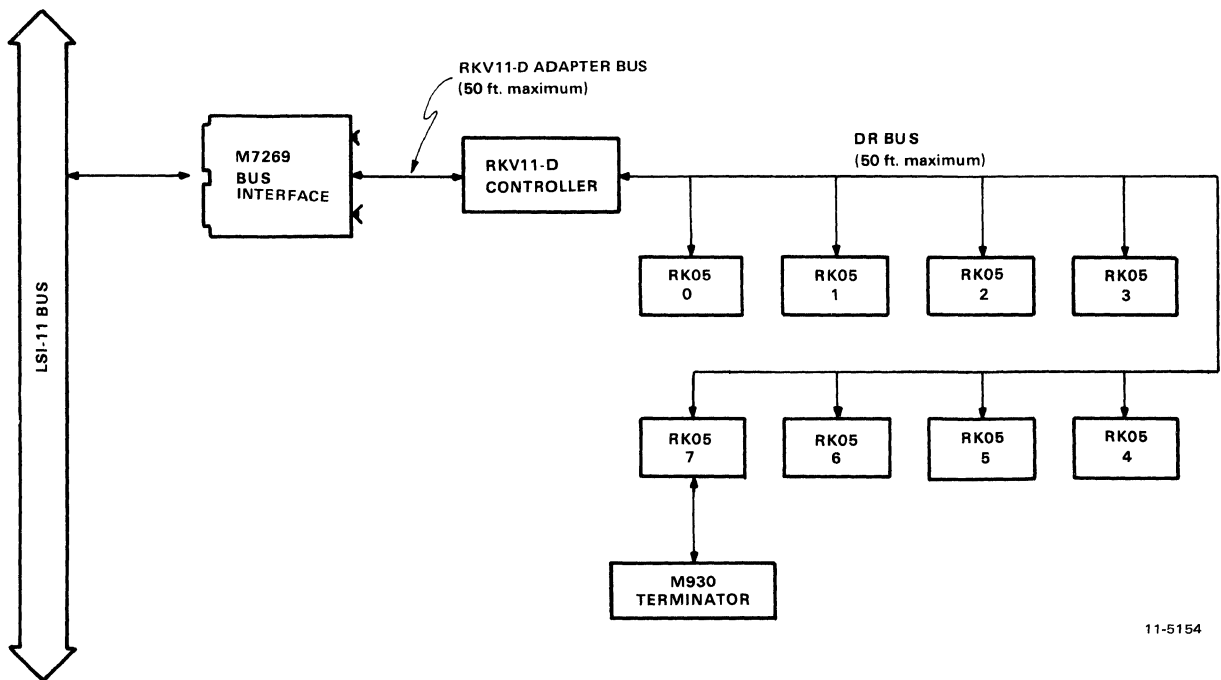 RKV11-D ADAPTER BUS
(50 ft. maximum)
M7269
BUS
INTERFACE
RKV11-D
CONTROLLER
DR BUS
(50 ft. maximum)
LSI-11 BUS
RK05
0
RK05
1
RK05
2
RK05
3
RK05
7
RK05
6
RK05
5
RK05
4
M930
TERMINATOR
11-5154